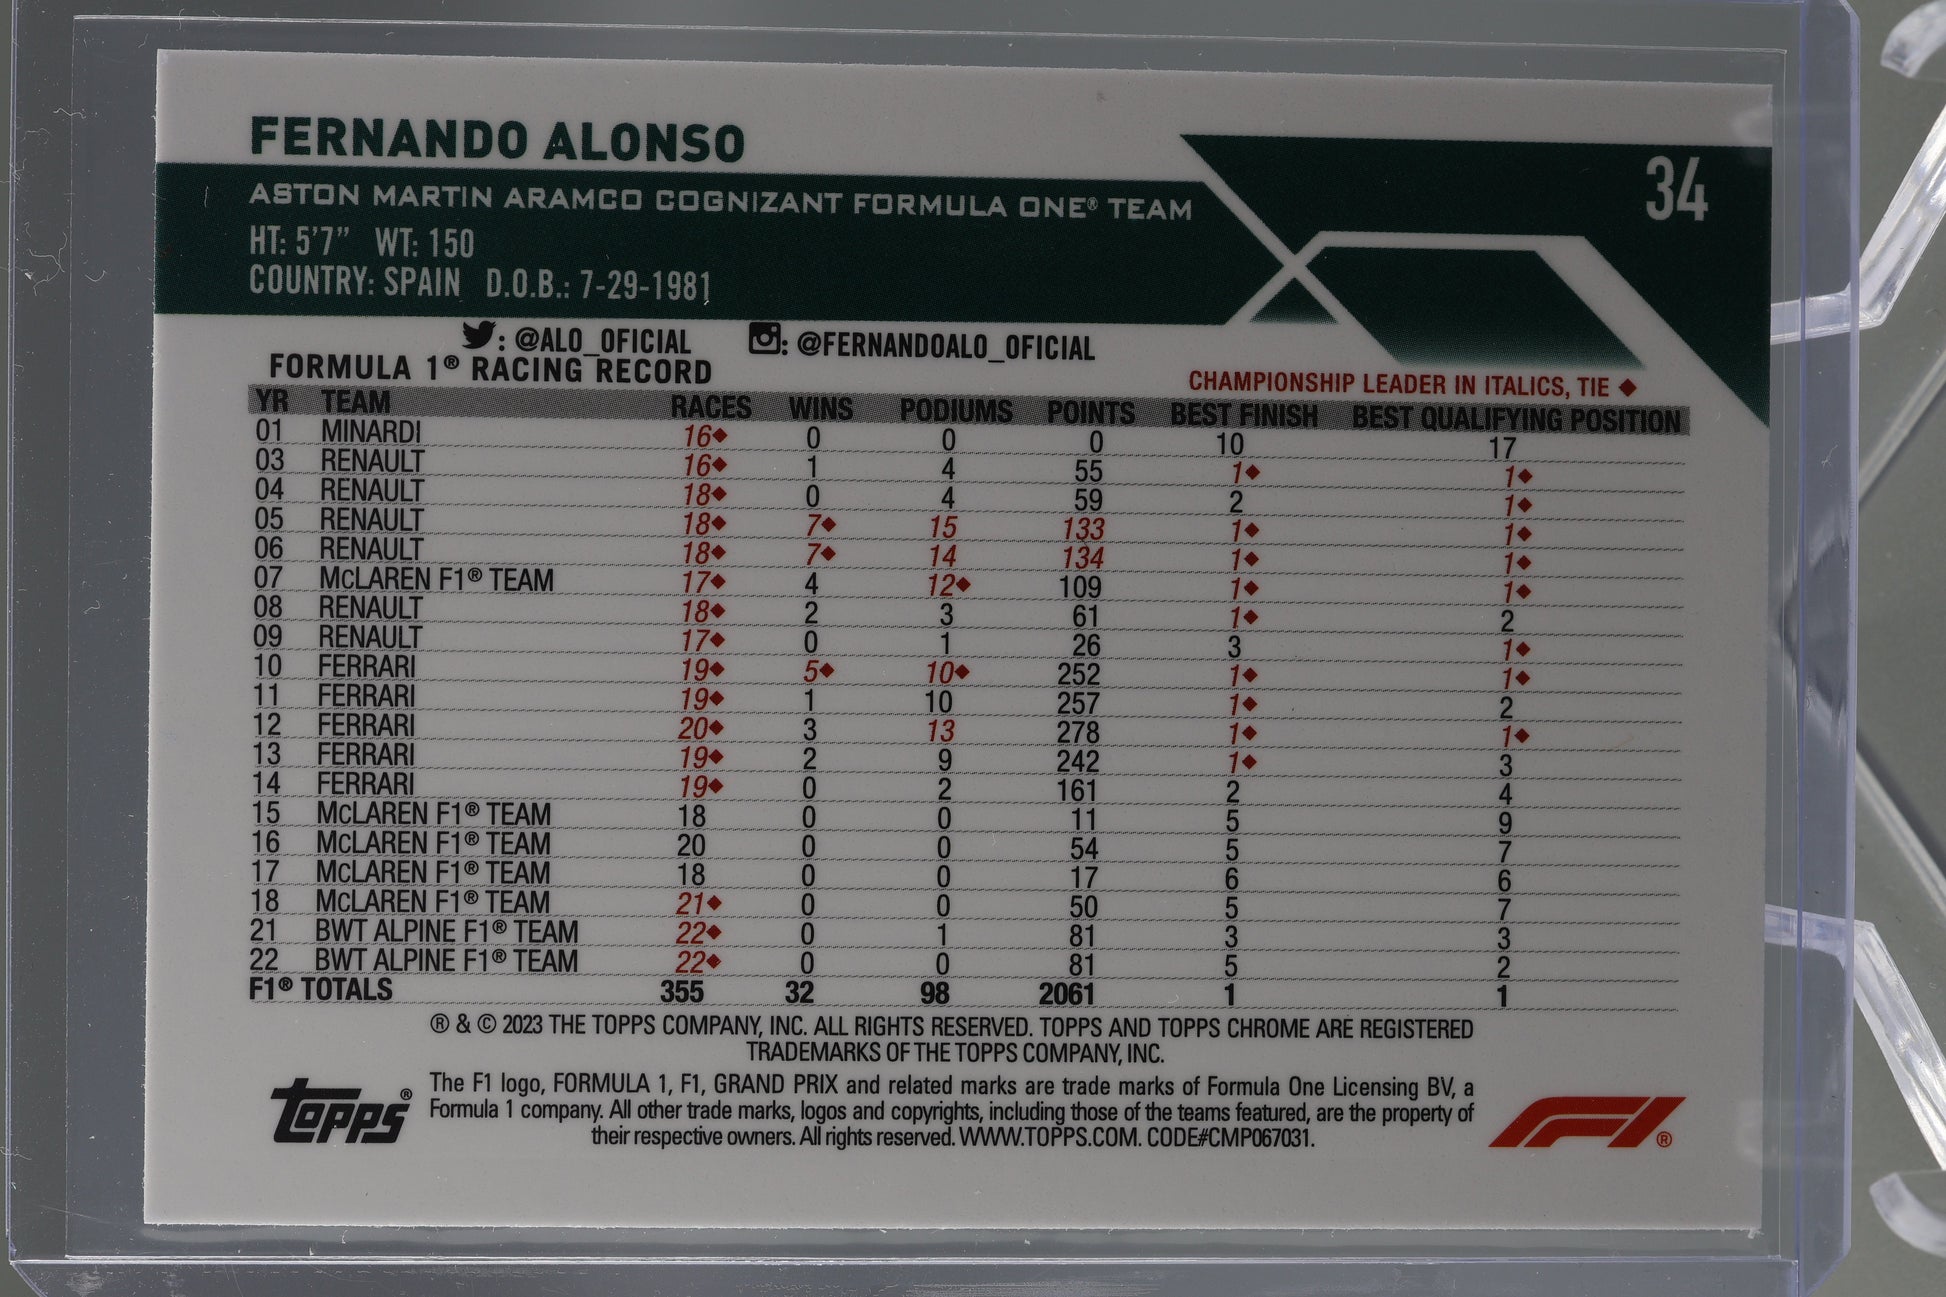 FERNANDO ALONSO
34
ASTON MARTIN ARAMCO COGNIZANT FORMULA ONE® TEAM
HT: 5'7" WT: 150
COUNTRY: SPAIN D.O.B.: 7-29-1981
: @ALO_OFICIAL : @FERNANDOALO_OFICIAL
FORMULA 1® RACING RECORD
CHAMPIONSHIP LEADER IN ITALICS, TIE ◆
YR TEAM RACES WINS PODIUMS POINTS BEST FINISH BEST QUALIFYING POSITION
01 MINARDI 16◆ 0 0 0 10 17
03 RENAULT 16◆ 1 4 55 1◆ 1◆
04 RENAULT 18◆ 0 4 59 2 1◆
05 RENAULT 18◆ 7◆ 15 133 1◆ 1◆
06 RENAULT 18◆ 7◆ 14 134 1◆ 1◆
07 McLAREN F1® TEAM 17◆ 4 12◆ 109 1◆ 1◆
08 RENAULT 18◆ 2 3 61 1◆ 2
09 RENAULT 17◆ 0 1 26 3 1◆
10 FERRARI 19◆ 5◆ 10◆ 252 1◆ 1◆
11 FERRARI 19◆ 1 10 257 1◆ 2
12 FERRARI 20◆ 3 13 278 1◆ 1◆
13 FERRARI 19◆ 2 9 242 1◆ 3
14 FERRARI 19◆ 0 2 161 2 4
15 McLAREN F1® TEAM 18 0 0 11 5 9
16 McLAREN F1® TEAM 20 0 0 54 5 7
17 McLAREN F1® TEAM 18 0 0 17 6 6
18 McLAREN F1® TEAM 21◆ 0 0 50 5 7
21 BWT ALPINE F1® TEAM 22◆ 0 1 81 3 3
22 BWT ALPINE F1® TEAM 22◆ 0 0 81 5 2
F1® TOTALS 355 32 98 2061 1 1
® & © 2023 THE TOPPS COMPANY, INC. ALL RIGHTS RESERVED. TOPPS AND TOPPS CHROME ARE REGISTERED
TRADEMARKS OF THE TOPPS COMPANY, INC.
The F1 logo, FORMULA 1, F1, GRAND PRIX and related marks are trade marks of Formula One Licensing BV, a
Formula 1 company. All other trade marks, logos and copyrights, including those of the teams featured, are the property of
their respective owners. All rights reserved. WWW.TOPPS.COM. CODE#CMP067031.
topps®
F1®